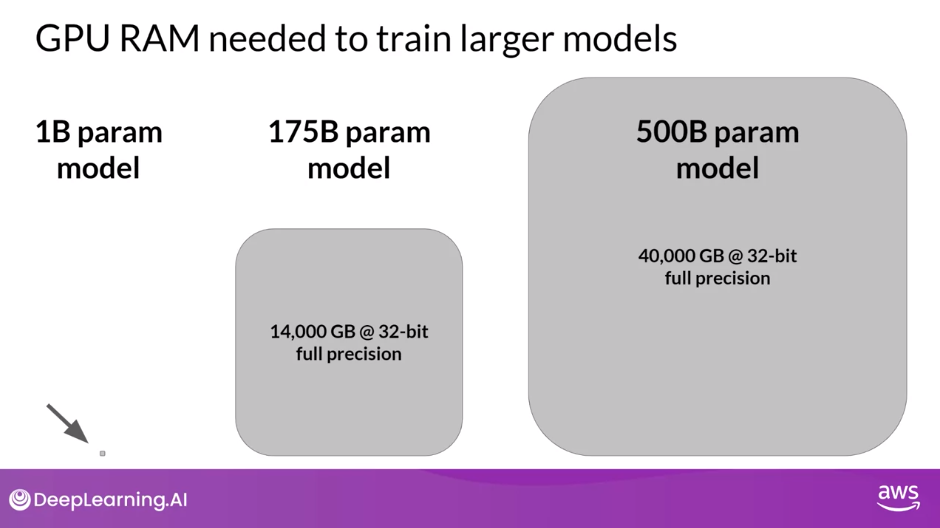 GPU RAM needed to train larger models
1B param
model
175B param
model
500B param
model
14,000 GB @ 32-bit
full precision
40,000 GB @ 32-bit
full precision
DeepLearning.AI
aws